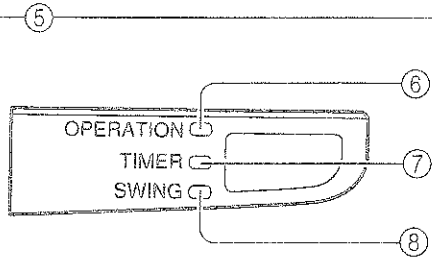 ⑤
⑥
OPERATION
TIMER
⑦
SWING
⑧